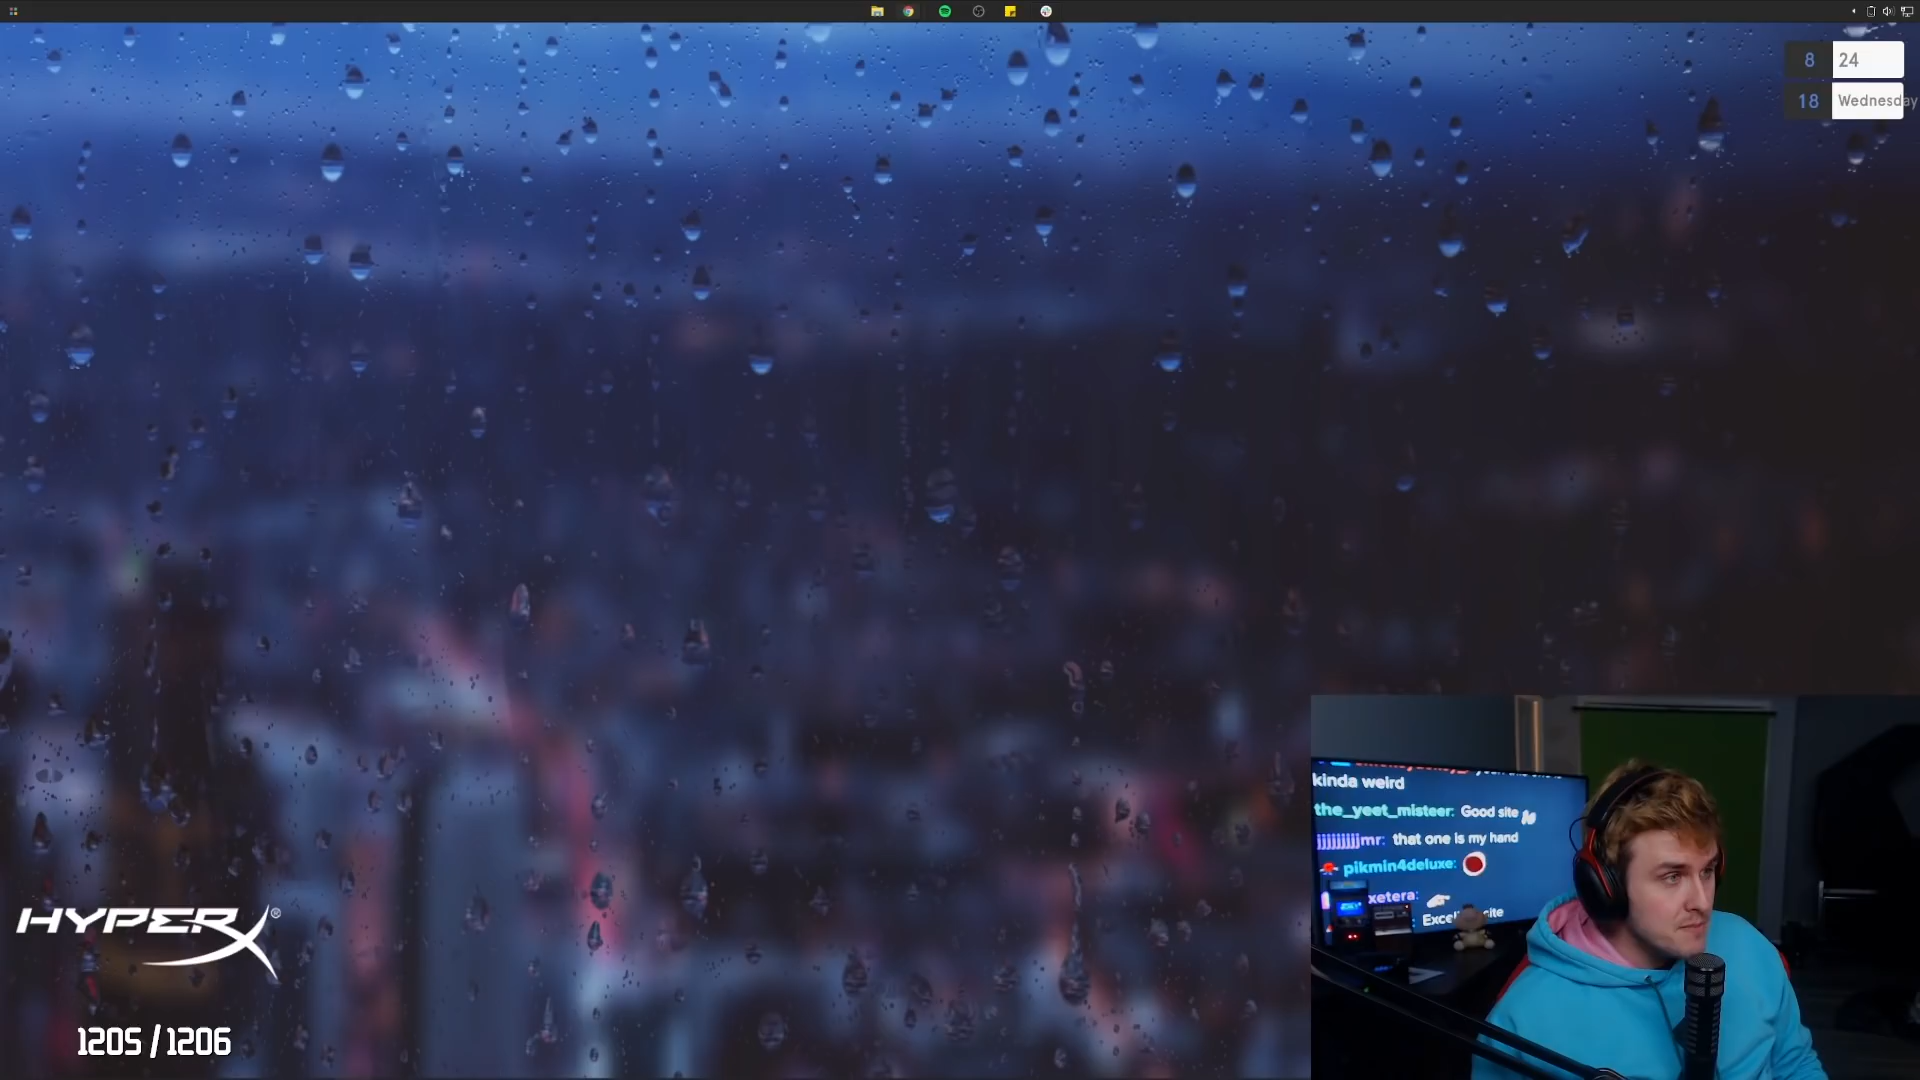 8 24
18 Wednesday
kinda weird
the_yeet_misteer: Good site
jjjjjjjjjmr: that one is my hand
pikmin4deluxe:
xetera:
HYPERX®
1205 / 1206